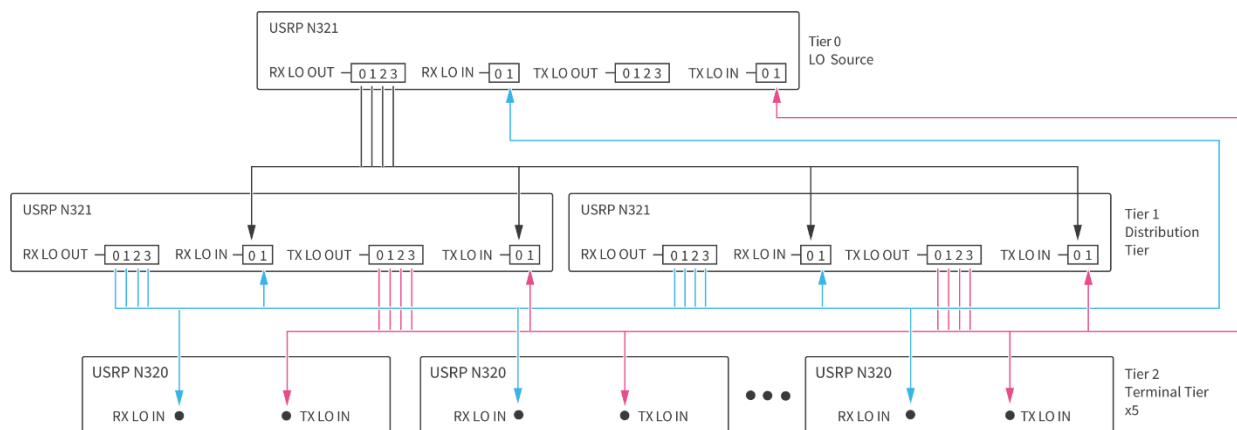 USRP N321
RX LO OUT 0 1 2 3 RX LO IN 0 1 TX LO OUT 0 1 2 3 TX LO IN 0 1
Tier 0
LO Source
USRP N321
RX LO OUT 0 1 2 3 RX LO IN 0 1 TX LO OUT 0 1 2 3 TX LO IN 0 1
USRP N321
RX LO OUT 0 1 2 3 RX LO IN 0 1 TX LO OUT 0 1 2 3 TX LO IN 0 1
Tier 1
Distribution
Tier
USRP N320
RX LO IN TX LO IN
USRP N320
RX LO IN TX LO IN
USRP N320
RX LO IN TX LO IN
Tier 2
Terminal Tier
x5